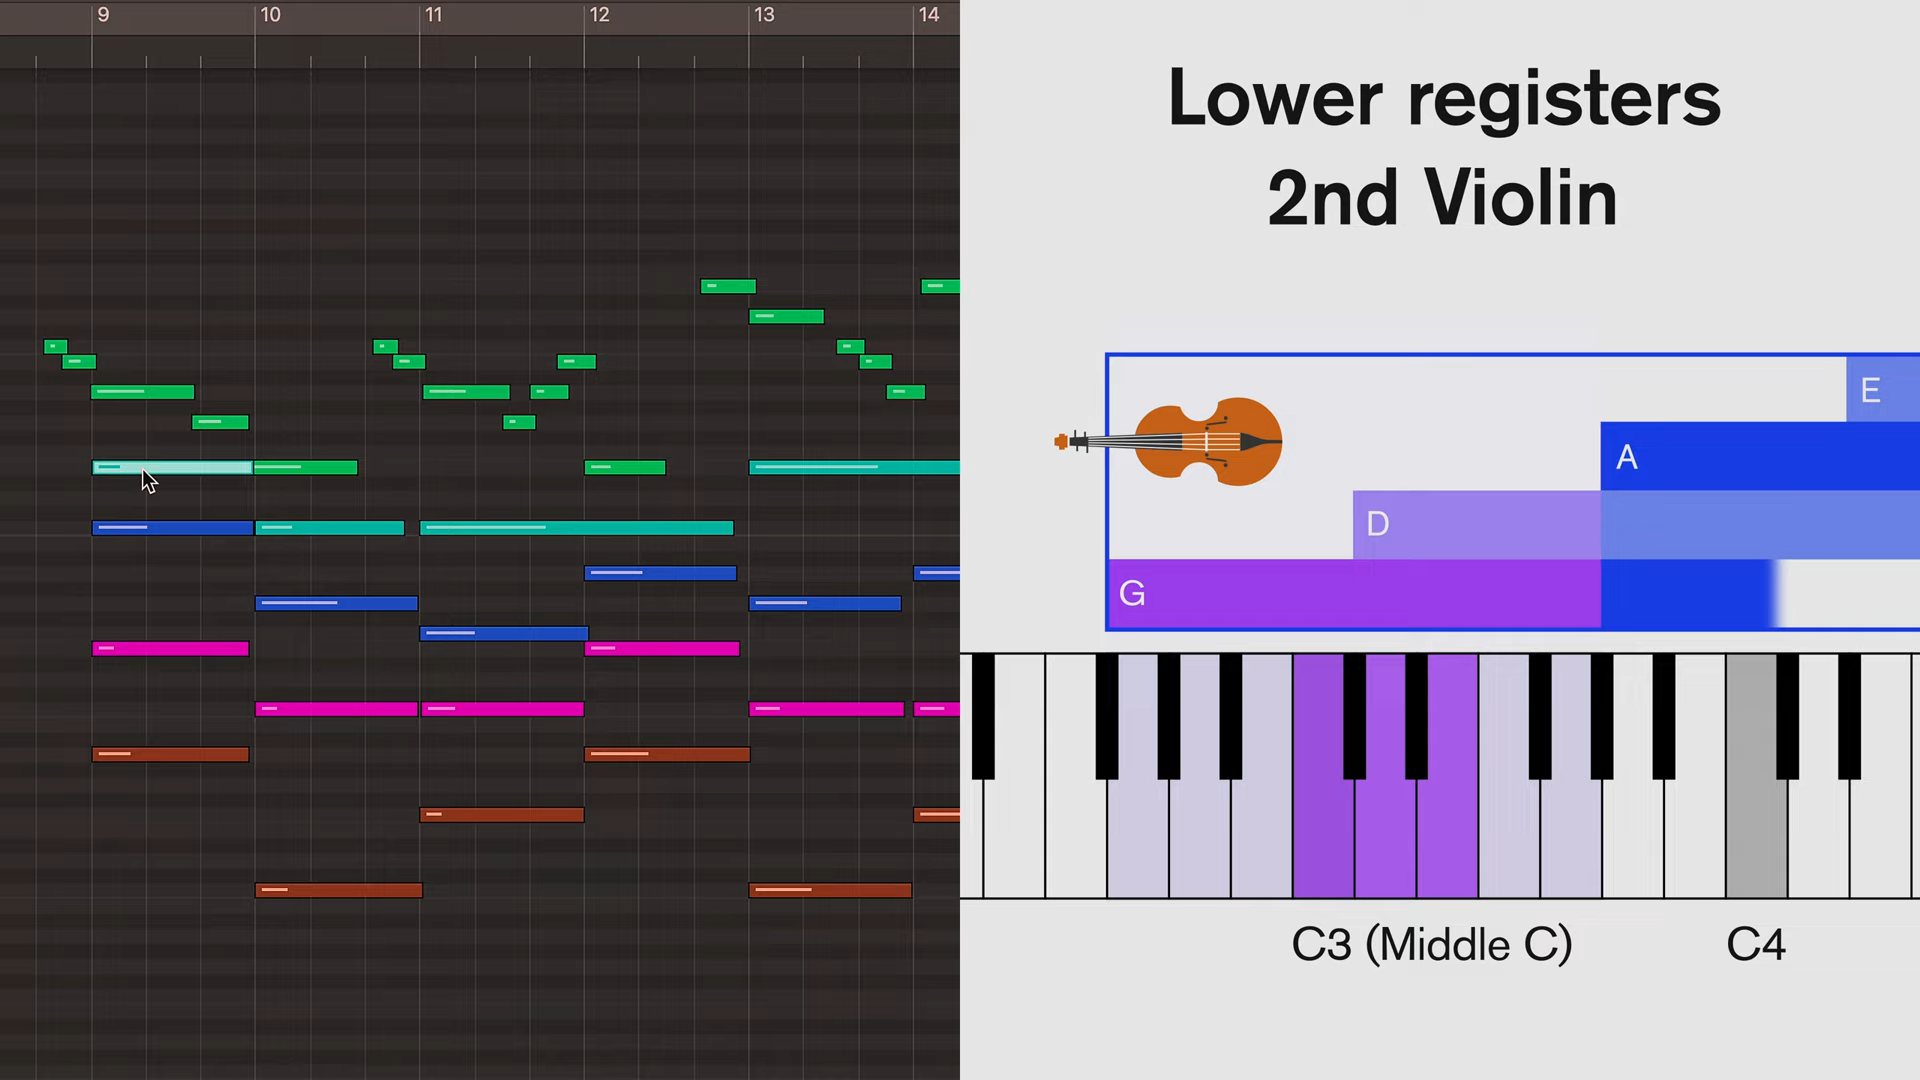 9 10 11 12 13 14
Lower registers
2nd Violin
E
A
D
G
C3 (Middle C) C4